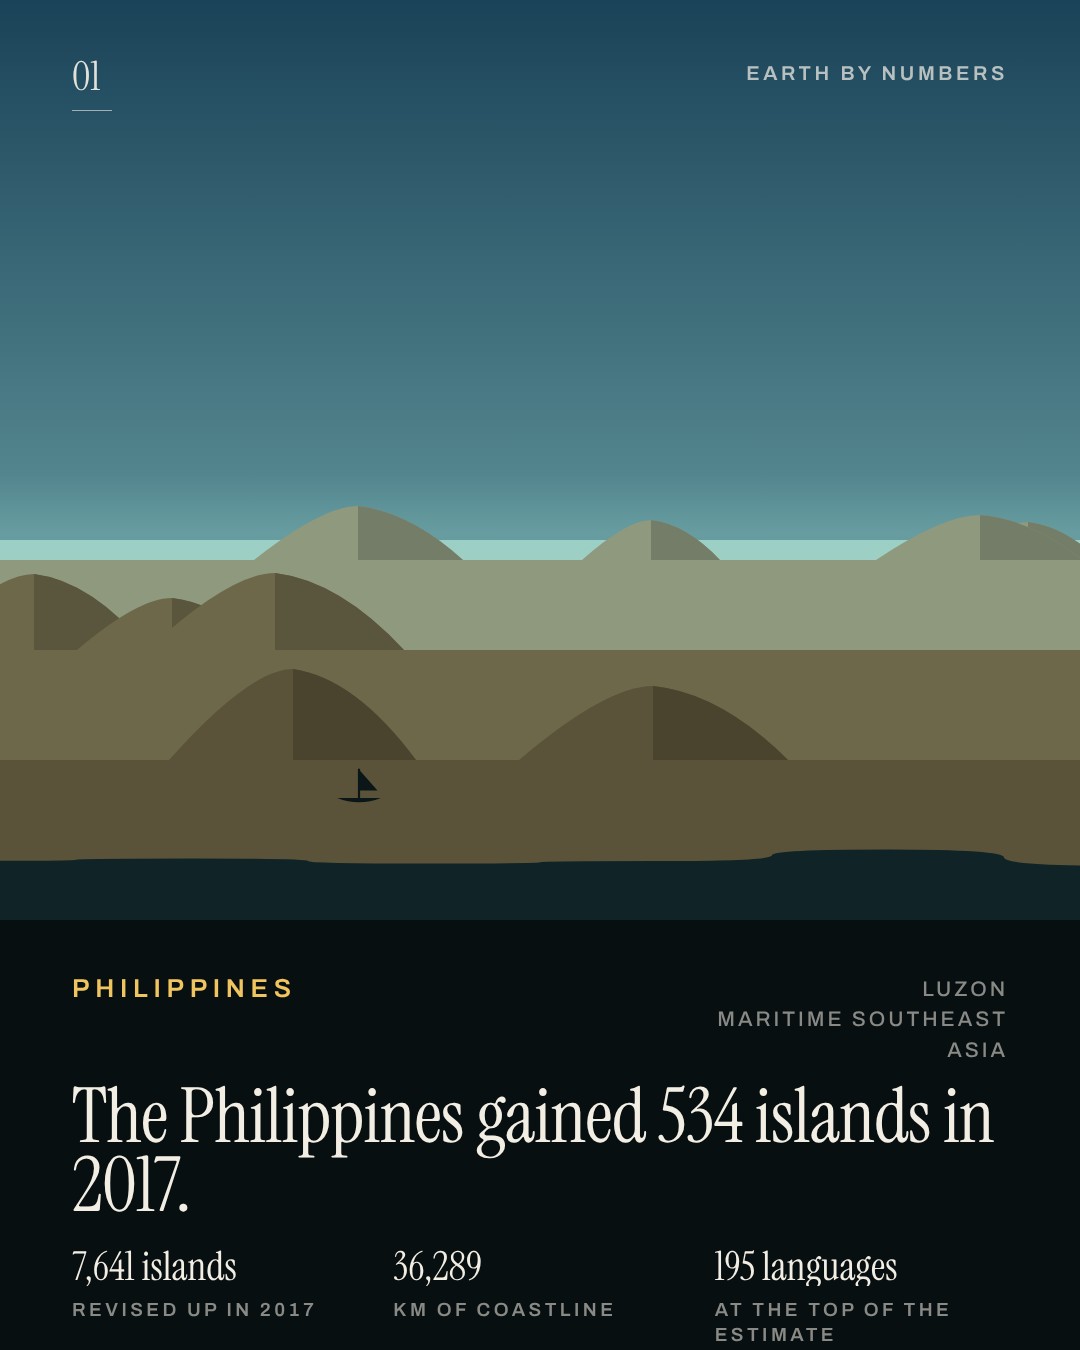 01
EARTH BY NUMBERS
PHILIPPINES
LUZON
MARITIME SOUTHEAST
ASIA
The Philippines gained 534 islands in
2017.
7,641 islands
REVISED UP IN 2017
36,289
KM OF COASTLINE
195 languages
AT THE TOP OF THE
ESTIMATE